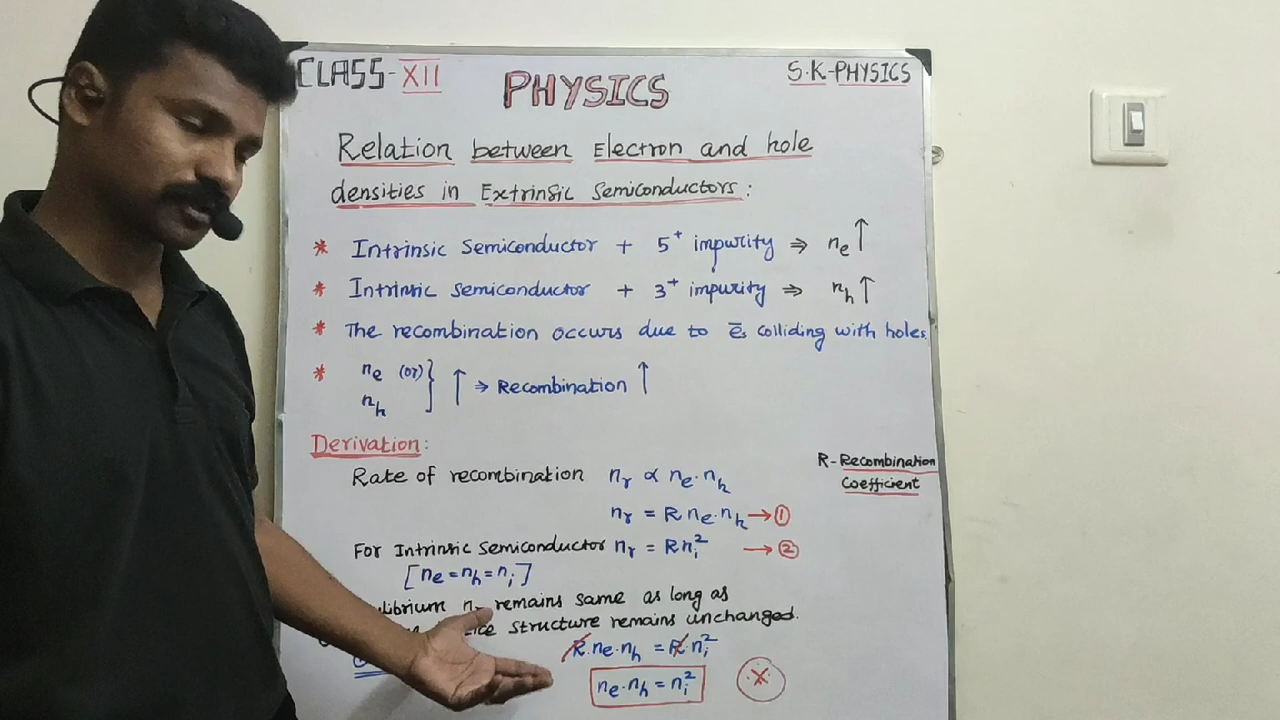 CLASS-XII
PHYSICS
S.K-PHYSICS
Relation between Electron and hole
densities in Extrinsic Semiconductors:
* Intrinsic Semiconductor + 5⁺ impurity ⇒ nₑ↑
* Intrinsic semiconductor + 3⁺ impurity ⇒ nₕ↑
* The recombination occurs due to ēs colliding with holes.
* nₑ (or) nₕ } ↑ ⇒ Recombination ↑
Derivation:
Rate of recombination nᵣ ∝ nₑ·nₕ
R-Recombination
Coefficient
nᵣ = R nₑ·nₕ → ①
For Intrinsic Semiconductor nᵣ = Rnᵢ² → ②
[nₑ = nₕ = nᵢ]
remains same as long as
structure remains unchanged.
R·nₑ·nₕ = R·nᵢ²
nₑ·nₕ = nᵢ²